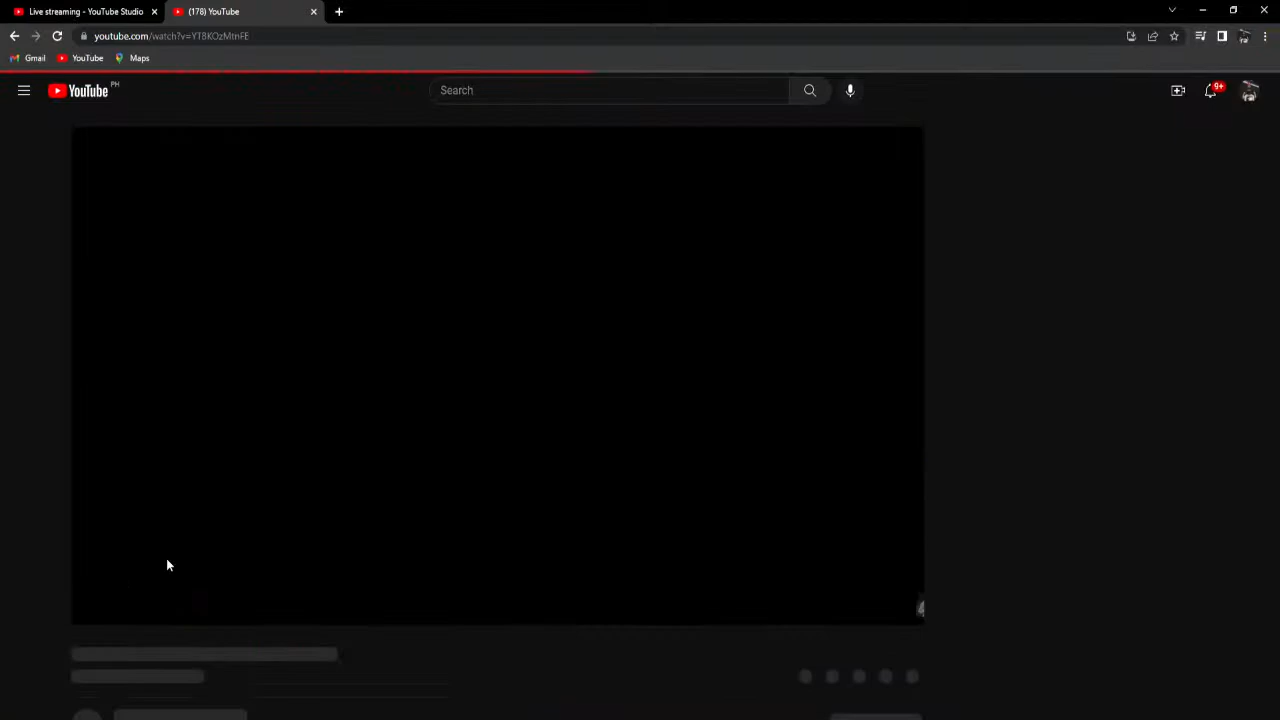 Live streaming - YouTube Studio
(178) YouTube
youtube.com/watch?v=YT8KOzMtnFE
Gmail
YouTube
Maps
YouTube PH
Search
9+